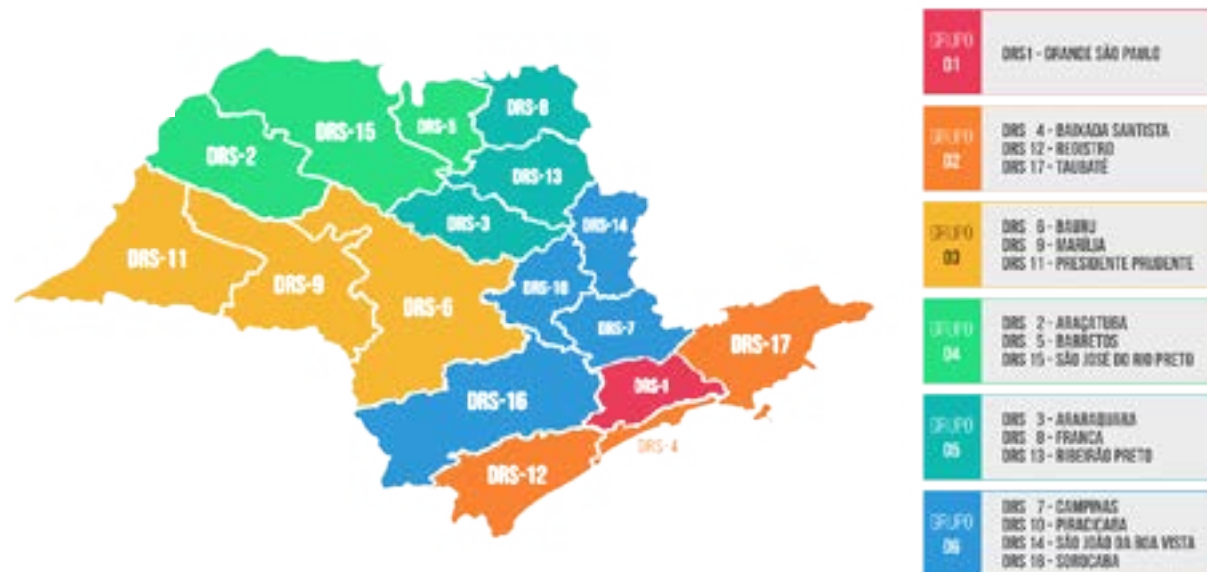 DRS-8
DRS-15
DRS-5
DRS-2
DRS-13
DRS-3
DRS-14
DRS-11
DRS-9
DRS-6
DRS-10
DRS-7
DRS-17
DRS-1
DRS-16
DRS-4
DRS-12
GRUPO
01
DRS1 - GRANDE SÃO PAULO
GRUPO
02
DRS 4 - BAIXADA SANTISTA
DRS 12 - REGISTRO
DRS 17 - TAUBATÉ
GRUPO
03
DRS 6 - BAURU
DRS 9 - MARÍLIA
DRS 11 - PRESIDENTE PRUDENTE
GRUPO
04
DRS 2 - ARAÇATUBA
DRS 5 - BARRETOS
DRS 15 - SÃO JOSÉ DO RIO PRETO
GRUPO
05
DRS 3 - ARARAQUARA
DRS 8 - FRANCA
DRS 13 - RIBEIRÃO PRETO
GRUPO
06
DRS 7 - CAMPINAS
DRS 10 - PIRACICABA
DRS 14 - SÃO JOÃO DA BOA VISTA
DRS 16 - SOROCABA